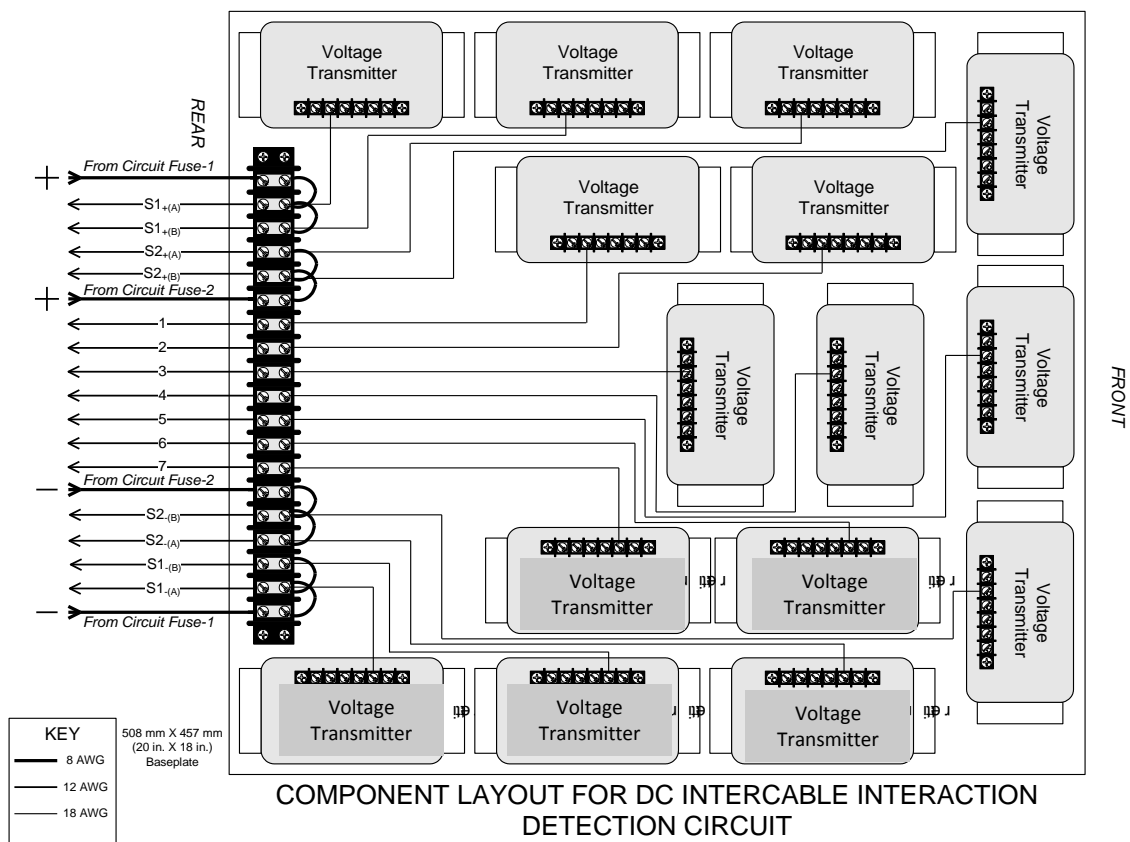 Voltage
Transmitter
Voltage
Transmitter
Voltage
Transmitter
Voltage
Transmitter
REAR
From Circuit Fuse-1
S1+(A)
S1+(B)
S2+(A)
S2+(B)
From Circuit Fuse-2
1
2
3
4
5
6
7
From Circuit Fuse-2
S2-(B)
S2-(A)
S1-(B)
S1-(A)
From Circuit Fuse-1
Voltage
Transmitter
Voltage
Transmitter
Voltage
Transmitter
Voltage
Transmitter
Voltage
Transmitter
FRONT
Voltage
Transmitter
Voltage
Transmitter
Voltage
Transmitter
Voltage
Transmitter
Voltage
Transmitter
Voltage
Transmitter
KEY
8 AWG
12 AWG
18 AWG
508 mm X 457 mm
(20 in. X 18 in.)
Baseplate
COMPONENT LAYOUT FOR DC INTERCABLE INTERACTION
DETECTION CIRCUIT